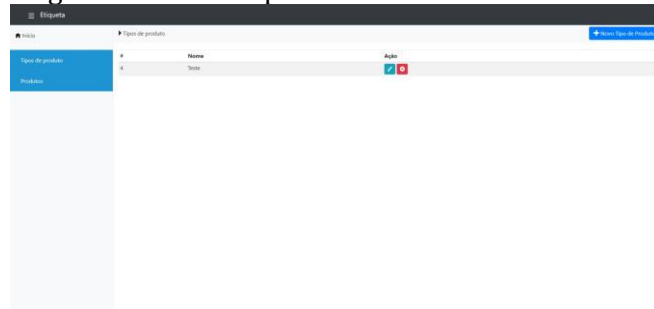 Etiqueta
Início
Tipos de produto
+ Novo Tipo de Produto
Tipos de produto
Produtos
# Nome Ação
4 Teste